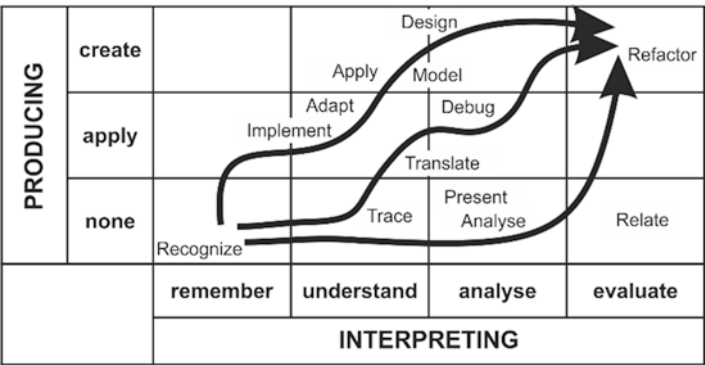 Design
create
Refactor
Apply
Model
Adapt
Debug
Implement
apply
PRODUCING
Translate
Present
Trace
Analyse
Relate
none
Recognize
remember
understand
analyse
evaluate
INTERPRETING